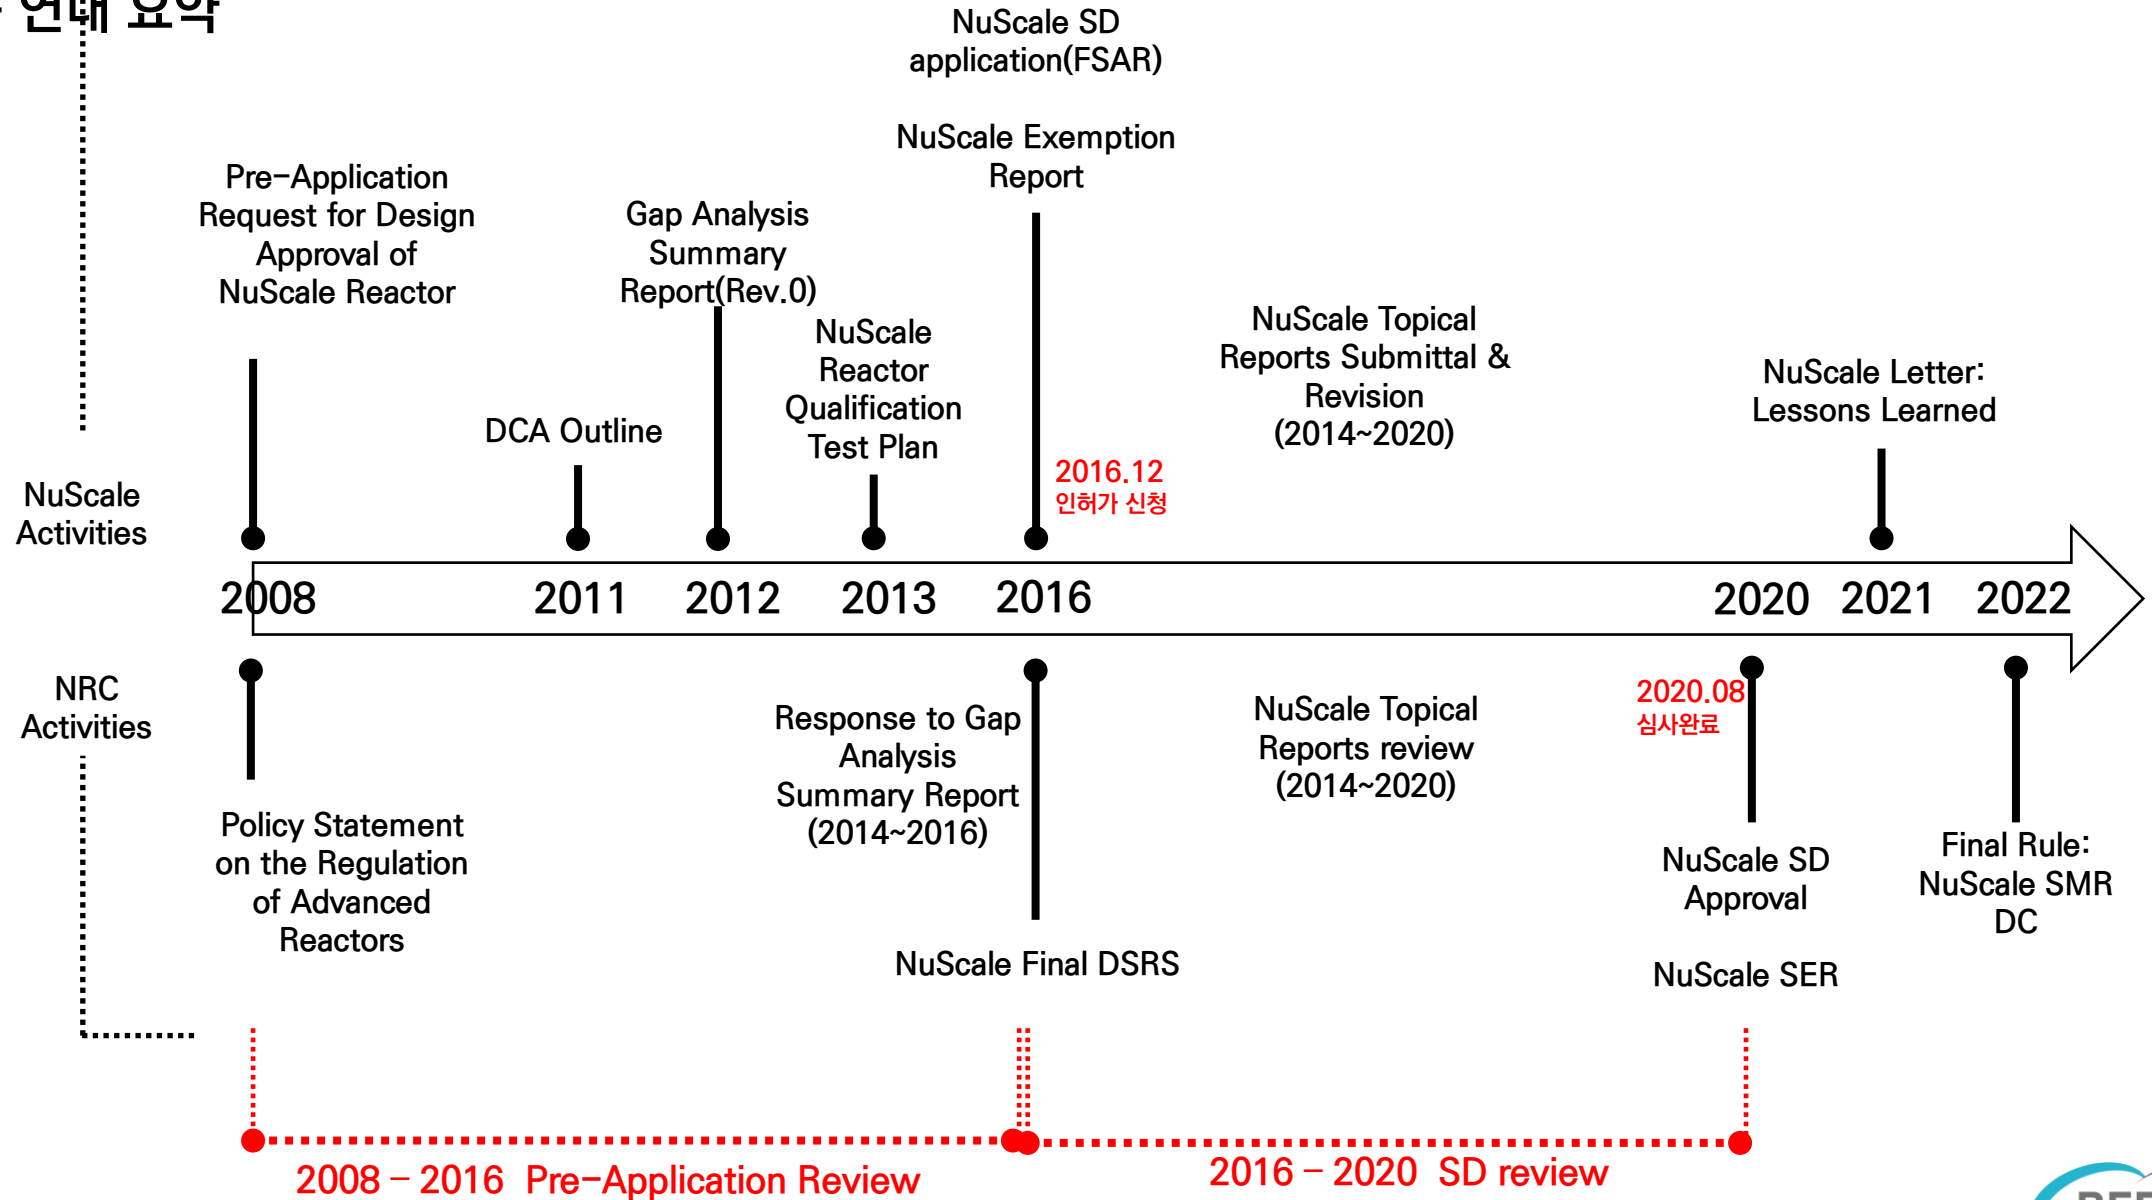 연대 요약
NuScale SD
application(FSAR)
NuScale Exemption
Report
Pre-Application
Request for Design
Approval of
NuScale Reactor
Gap Analysis
Summary
Report(Rev.0)
NuScale
Reactor
Qualification
Test Plan
DCA Outline
NuScale Topical
Reports Submittal &
Revision
(2014~2020)
NuScale Letter:
Lessons Learned
2016.12
인허가 신청
NuScale
Activities
2008 2011 2012 2013 2016 2020 2021 2022
NRC
Activities
Policy Statement
on the Regulation
of Advanced
Reactors
Response to Gap
Analysis
Summary Report
(2014~2016)
NuScale Final DSRS
NuScale Topical
Reports review
(2014~2020)
2020.08
심사완료
NuScale SD
Approval
NuScale SER
Final Rule:
NuScale SMR
DC
2008 - 2016 Pre-Application Review
2016 - 2020 SD review